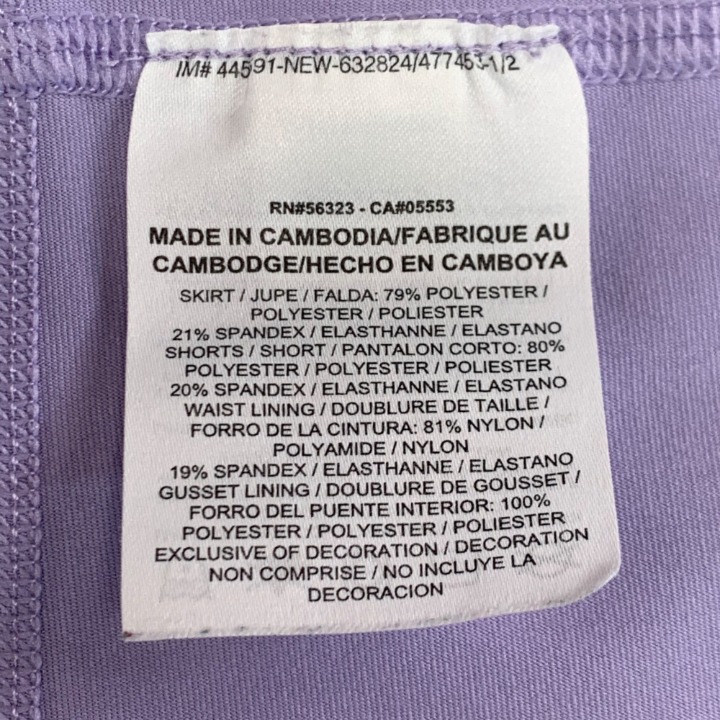 IM# 44591-NEW-632824/477453-1/2
RN#56323 - CA#05553
MADE IN CAMBODIA/FABRIQUE AU
CAMBODGE/HECHO EN CAMBOYA
SKIRT / JUPE / FALDA: 79% POLYESTER /
POLYESTER / POLIESTER
21% SPANDEX / ELASTHANNE / ELASTANO
SHORTS / SHORT / PANTALON CORTO: 80%
POLYESTER / POLYESTER / POLIESTER
20% SPANDEX / ELASTHANNE / ELASTANO
WAIST LINING / DOUBLURE DE TAILLE /
FORRO DE LA CINTURA: 81% NYLON /
POLYAMIDE / NYLON
19% SPANDEX / ELASTHANNE / ELASTANO
GUSSET LINING / DOUBLURE DE GOUSSET /
FORRO DEL PUENTE INTERIOR: 100%
POLYESTER / POLYESTER / POLIESTER
EXCLUSIVE OF DECORATION / DECORATION
NON COMPRISE / NO INCLUYE LA
DECORACION